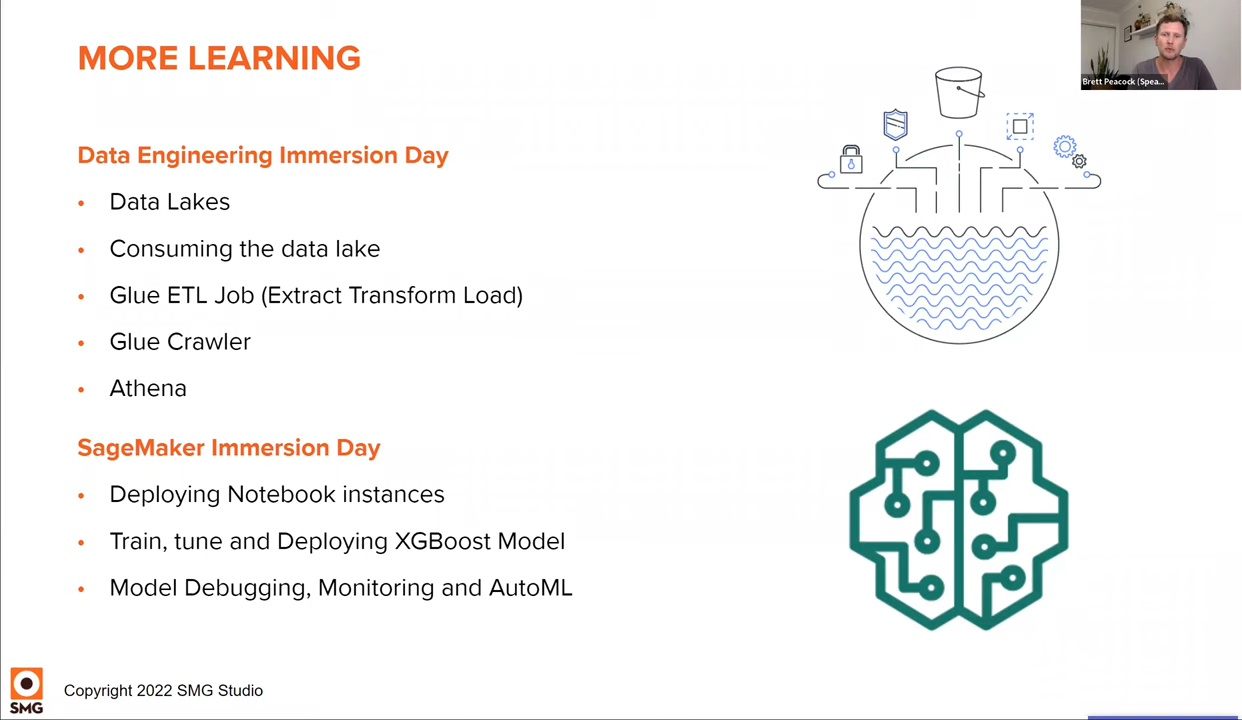 MORE LEARNING
Brett Peacock (Spea...
Data Engineering Immersion Day
• Data Lakes
• Consuming the data lake
• Glue ETL Job (Extract Transform Load)
• Glue Crawler
• Athena
SageMaker Immersion Day
• Deploying Notebook instances
• Train, tune and Deploying XGBoost Model
• Model Debugging, Monitoring and AutoML
SMG
Copyright 2022 SMG Studio